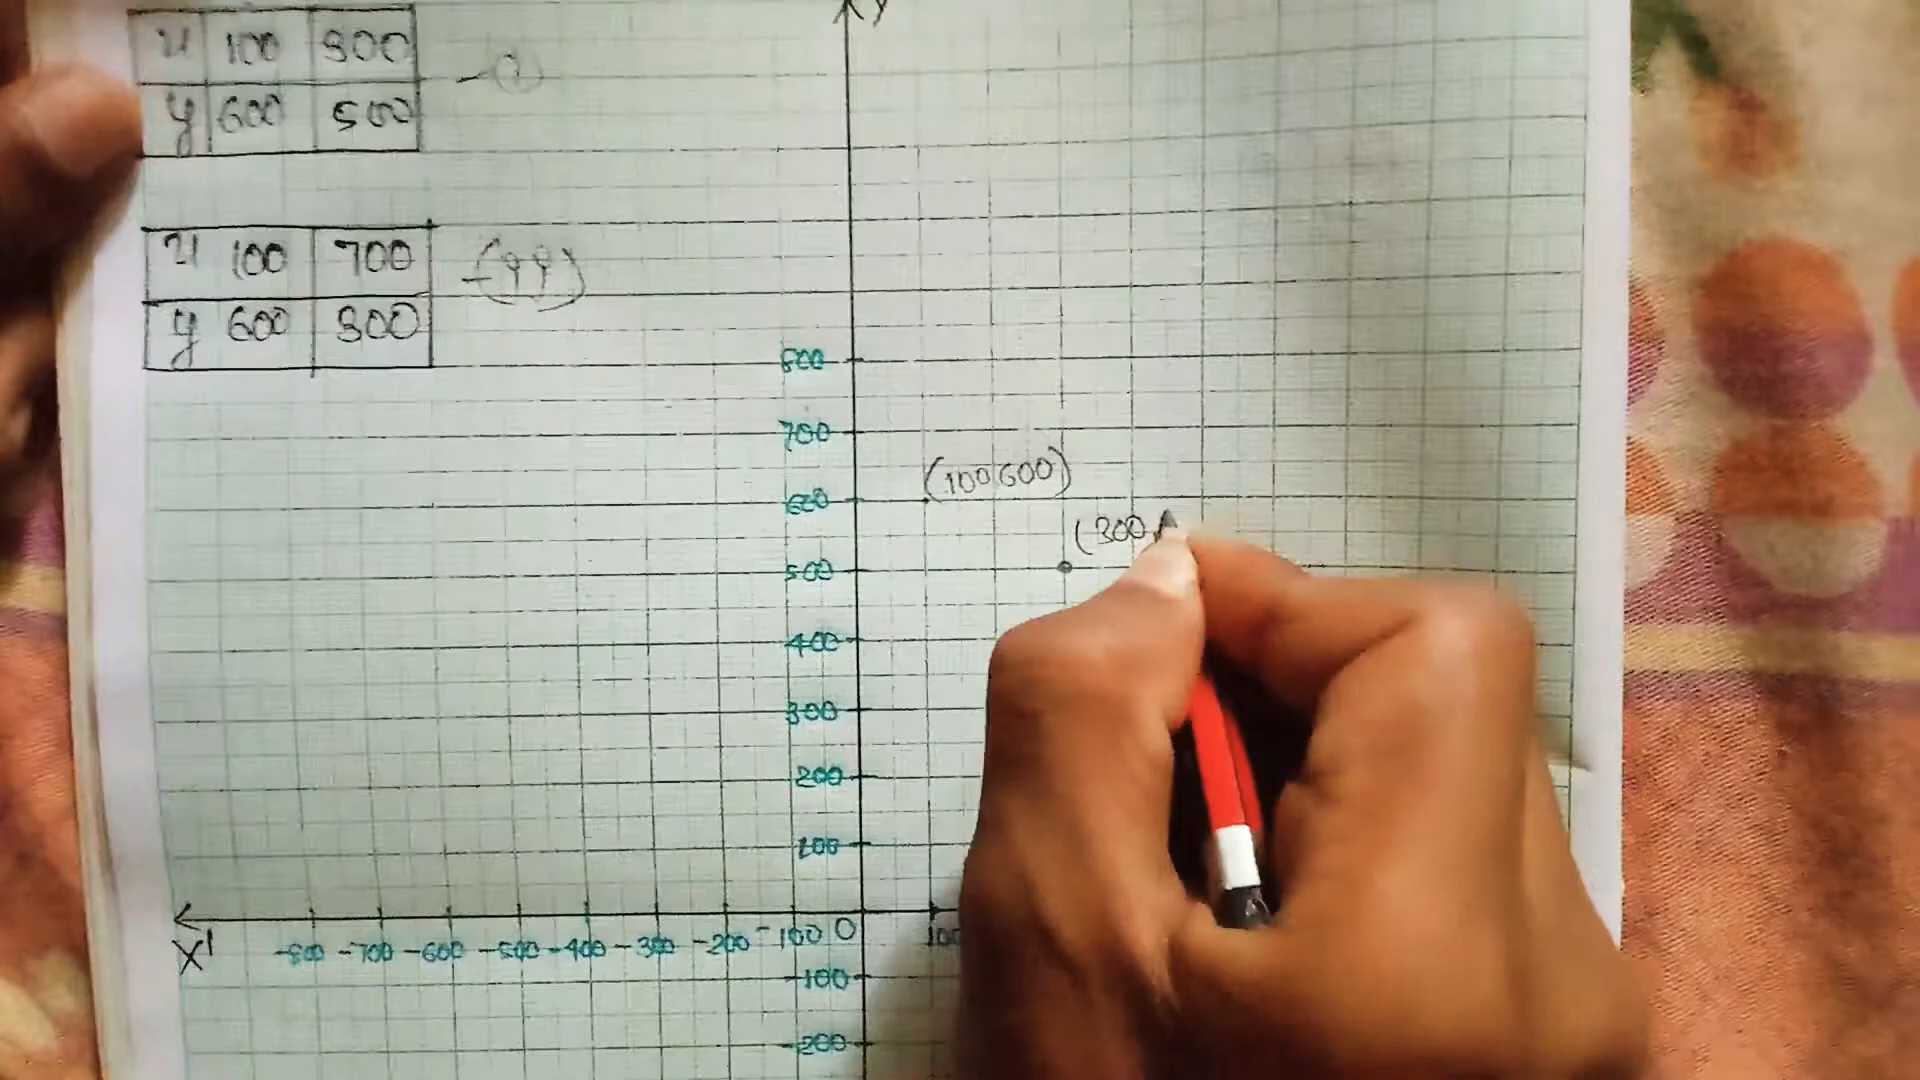 Y
x 100 300
y 600 500
x 100 700
y 600 300
800
700
(100,600)
600
(300,
500
400
300
200
100
X' -800 -700 -600 -500 -400 -300 -200 -100 0 100
-100
-200